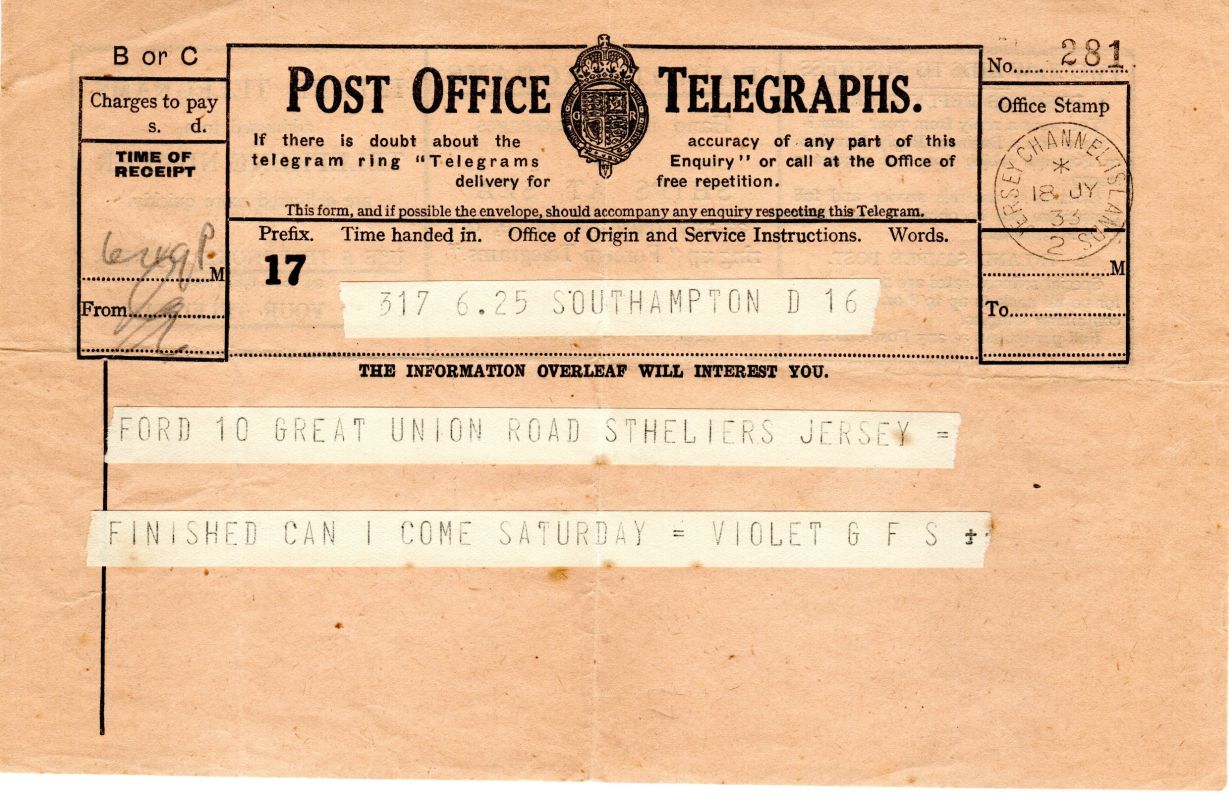 B or C
No. 281
Charges to pay
s. d.
POST OFFICE TELEGRAPHS.
G R
Office Stamp
If there is doubt about the accuracy of any part of this
telegram ring "Telegrams Enquiry" or call at the Office of
delivery for free repetition.
This form, and if possible the envelope, should accompany any enquiry respecting this Telegram.
TIME OF
RECEIPT
JERSEY CHANNEL ISLANDS
*
18 JY
33
2
Prefix. Time handed in. Office of Origin and Service Instructions. Words.
17
M
M
317 6.25 SOUTHAMPTON D 16
From
To
THE INFORMATION OVERLEAF WILL INTEREST YOU.
FORD 10 GREAT UNION ROAD STHELIERS JERSEY =
FINISHED CAN I COME SATURDAY = VIOLET G F S +